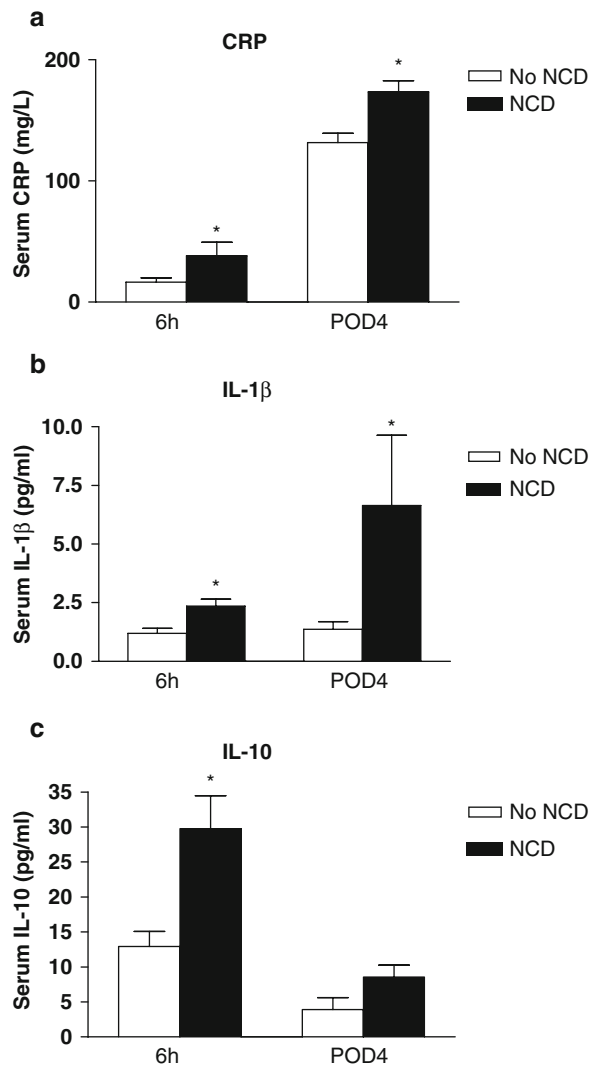 a
CRP
Serum CRP (mg/L)
200
100
0
*
*
6h
POD4
No NCD
NCD
b
IL-1β
Serum IL-1β (pg/ml)
10.0
7.5
5.0
2.5
0.0
*
*
6h
POD4
No NCD
NCD
c
IL-10
Serum IL-10 (pg/ml)
35
30
25
20
15
10
5
0
*
6h
POD4
No NCD
NCD